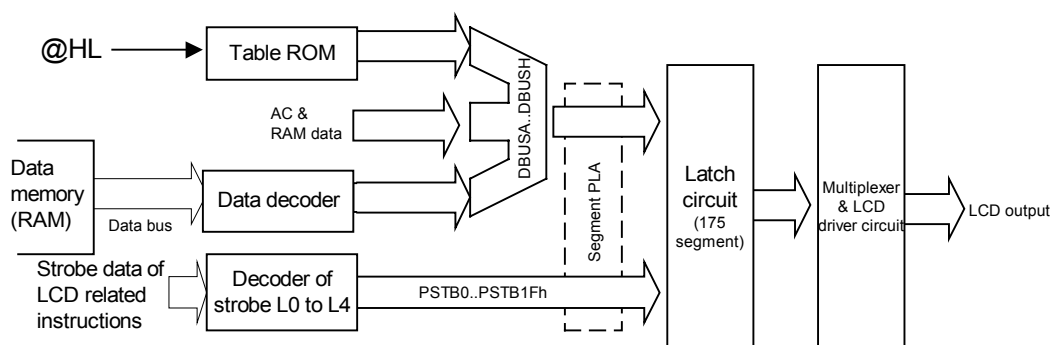 @HL
Table ROM
AC &
RAM data
DBUSA..DBUSH
Data
memory
(RAM)
Data bus
Data decoder
Segment PLA
Latch
circuit
(175
segment)
Multiplexer
& LCD
driver circuit
LCD output
Strobe data of
LCD related
instructions
Decoder of
strobe L0 to L4
PSTB0..PSTB1Fh